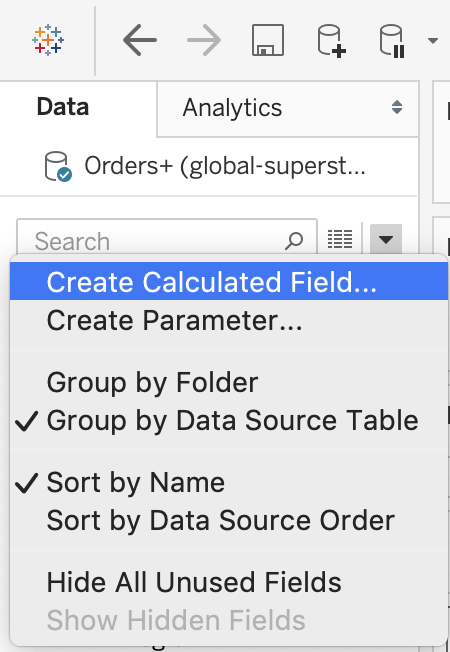 Data
Analytics
Orders+ (global-superst...
Search
Create Calculated Field...
Create Parameter...
Group by Folder
Group by Data Source Table
Sort by Name
Sort by Data Source Order
Hide All Unused Fields
Show Hidden Fields